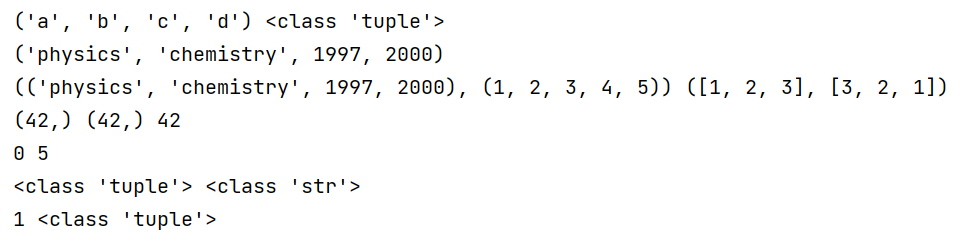 ('a', 'b', 'c', 'd') <class 'tuple'>
('physics', 'chemistry', 1997, 2000)
(('physics', 'chemistry', 1997, 2000), (1, 2, 3, 4, 5)) ([1, 2, 3], [3, 2, 1])
(42,) (42,) 42
0 5
<class 'tuple'> <class 'str'>
1 <class 'tuple'>